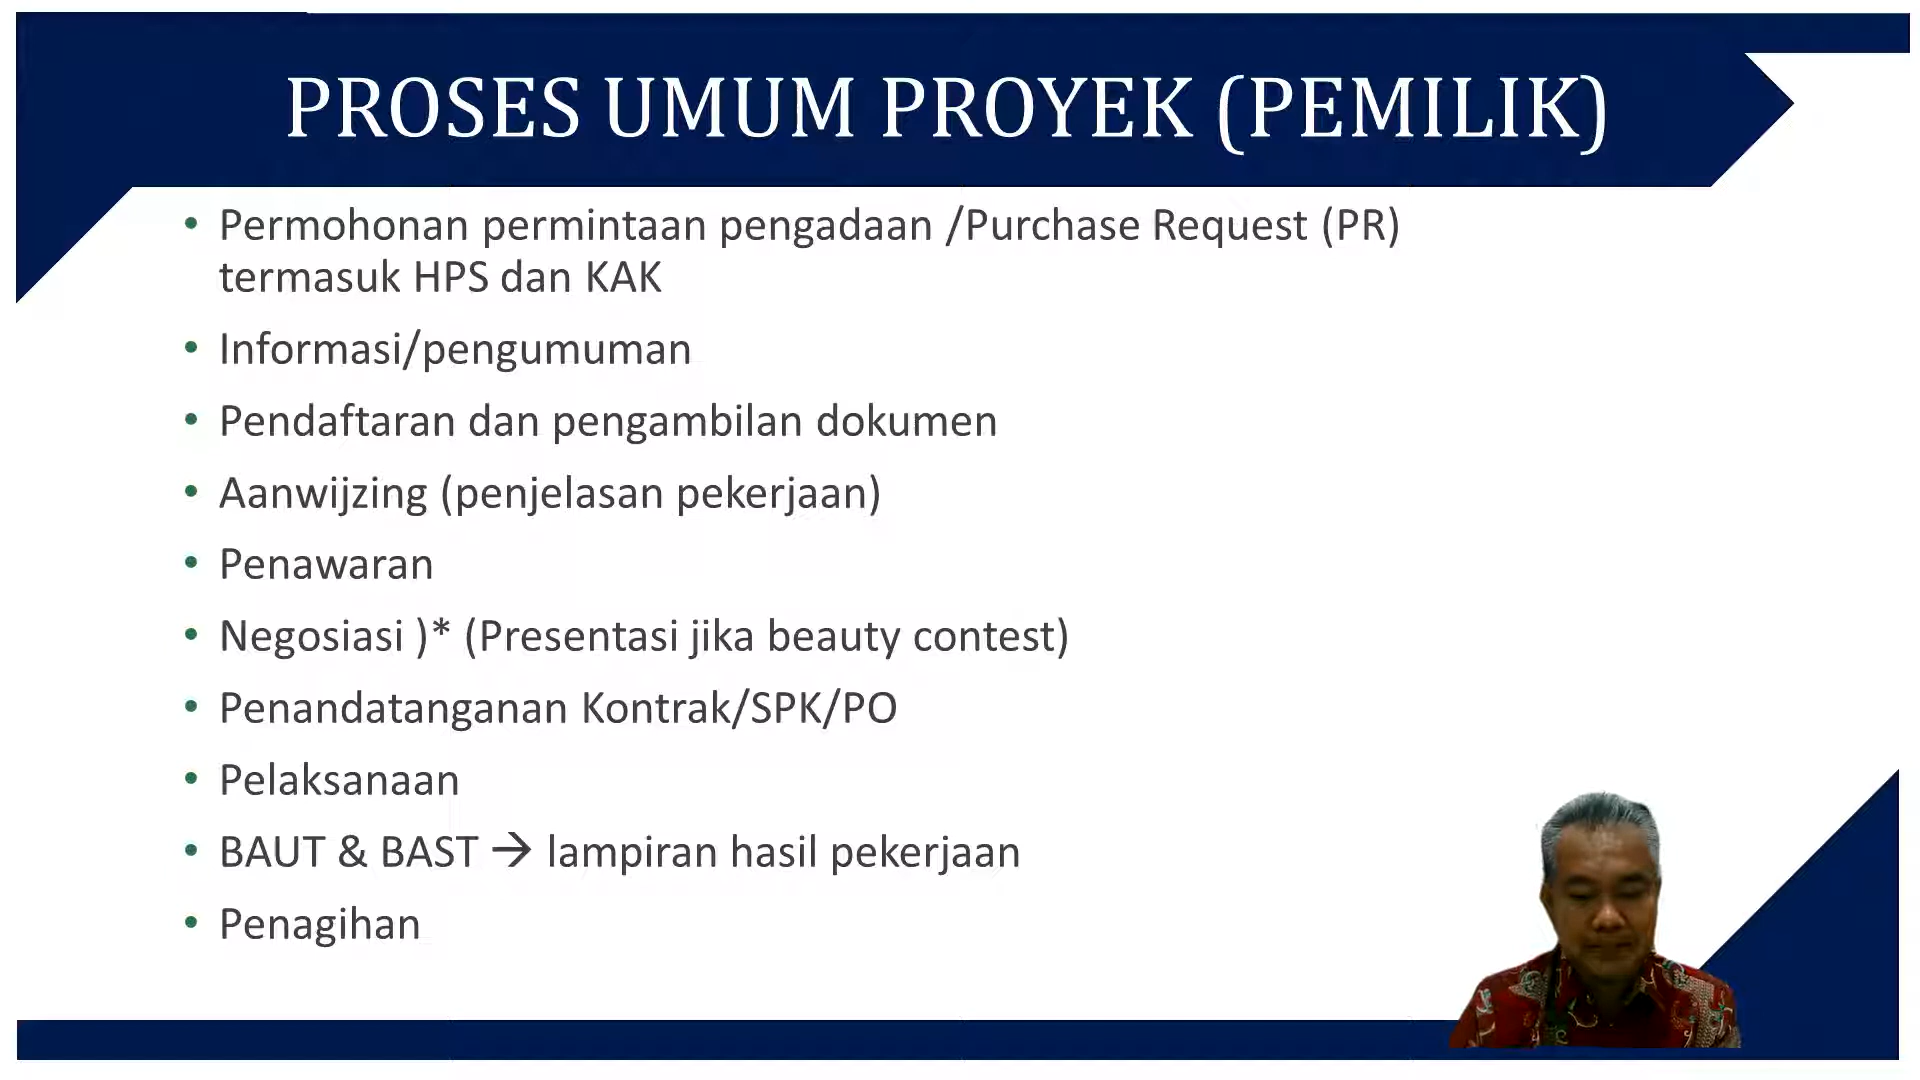 PROSES UMUM PROYEK (PEMILIK)
• Permohonan permintaan pengadaan /Purchase Request (PR)
termasuk HPS dan KAK
• Informasi/pengumuman
• Pendaftaran dan pengambilan dokumen
• Aanwijzing (penjelasan pekerjaan)
• Penawaran
• Negosiasi )* (Presentasi jika beauty contest)
• Penandatanganan Kontrak/SPK/PO
• Pelaksanaan
• BAUT & BAST → lampiran hasil pekerjaan
• Penagihan